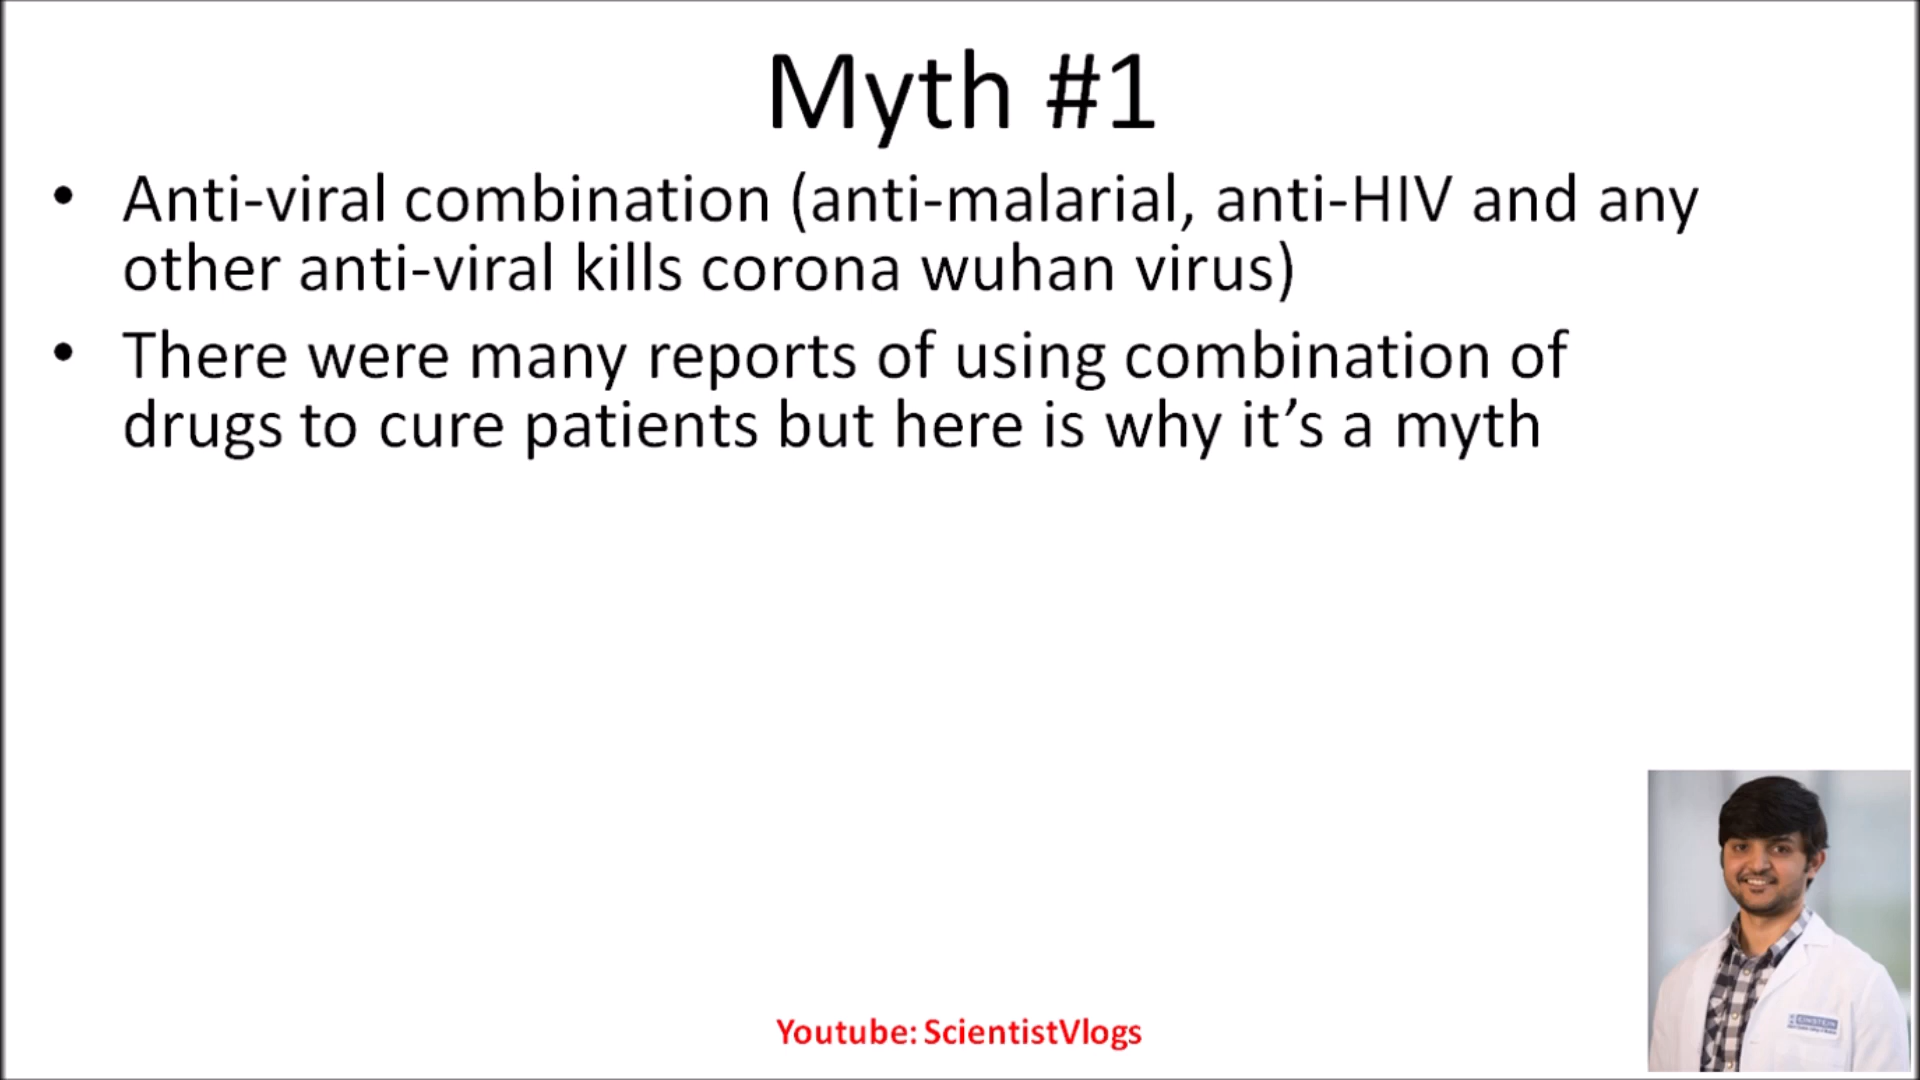 Myth #1
• Anti-viral combination (anti-malarial, anti-HIV and any
other anti-viral kills corona wuhan virus)
• There were many reports of using combination of
drugs to cure patients but here is why it’s a myth
EINSTEIN
Youtube: ScientistVlogs